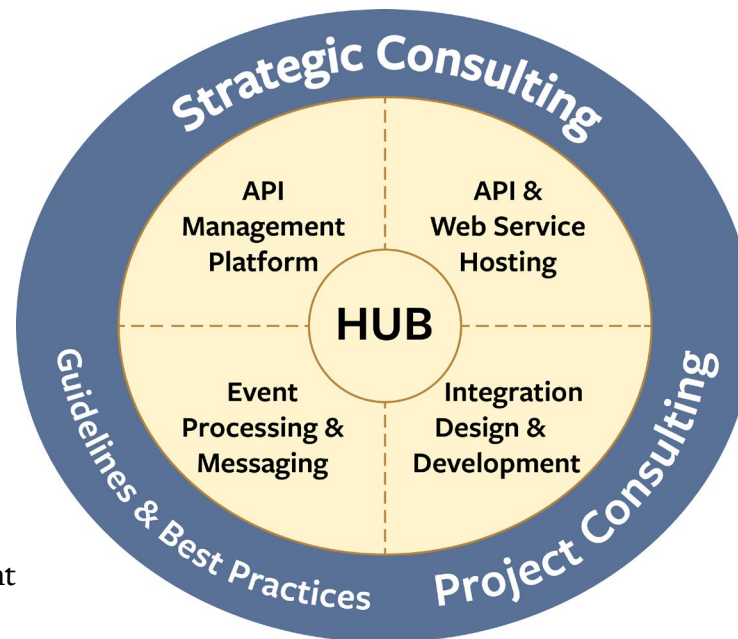 Strategic Consulting
API
Management
Platform
API &
Web Service
Hosting
HUB
Event
Processing &
Messaging
Integration
Design &
Development
Guidelines & Best Practices
Project Consulting